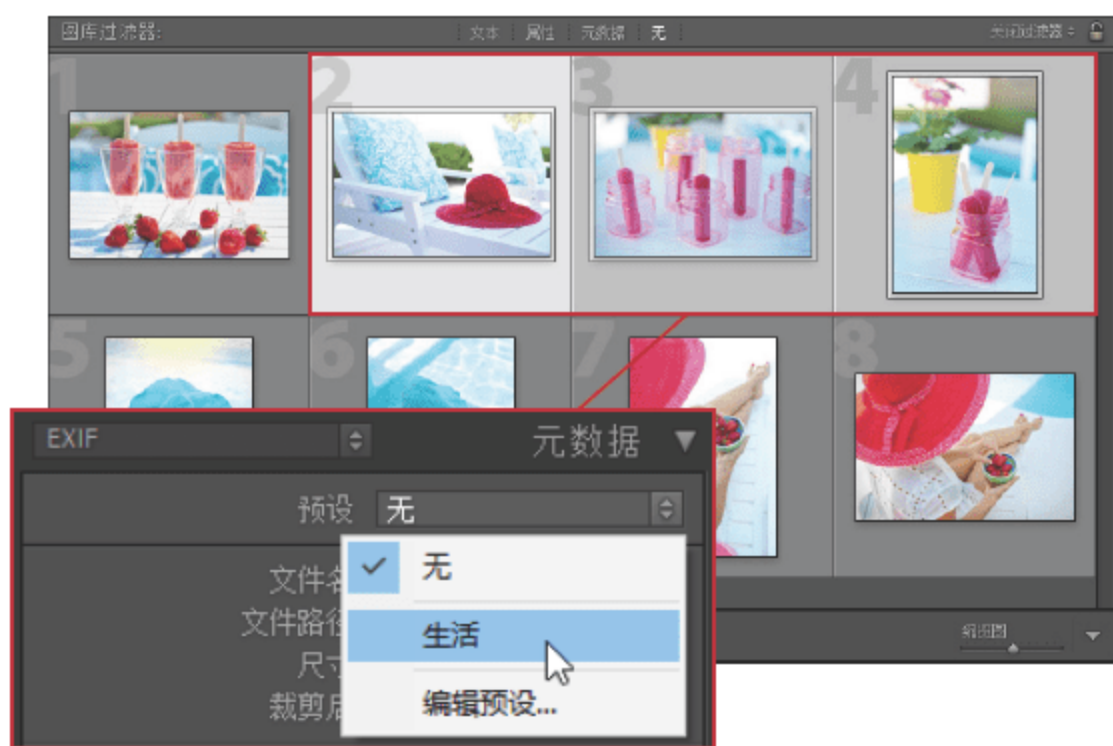 图库过滤器: 文本 属性 元数据 无 关闭过滤器
1 2 3 4
5 6 7 8
EXIF 元数据
预设 无
文件名
无
文件路径
生活
尺寸
裁剪后
编辑预设...
缩览图